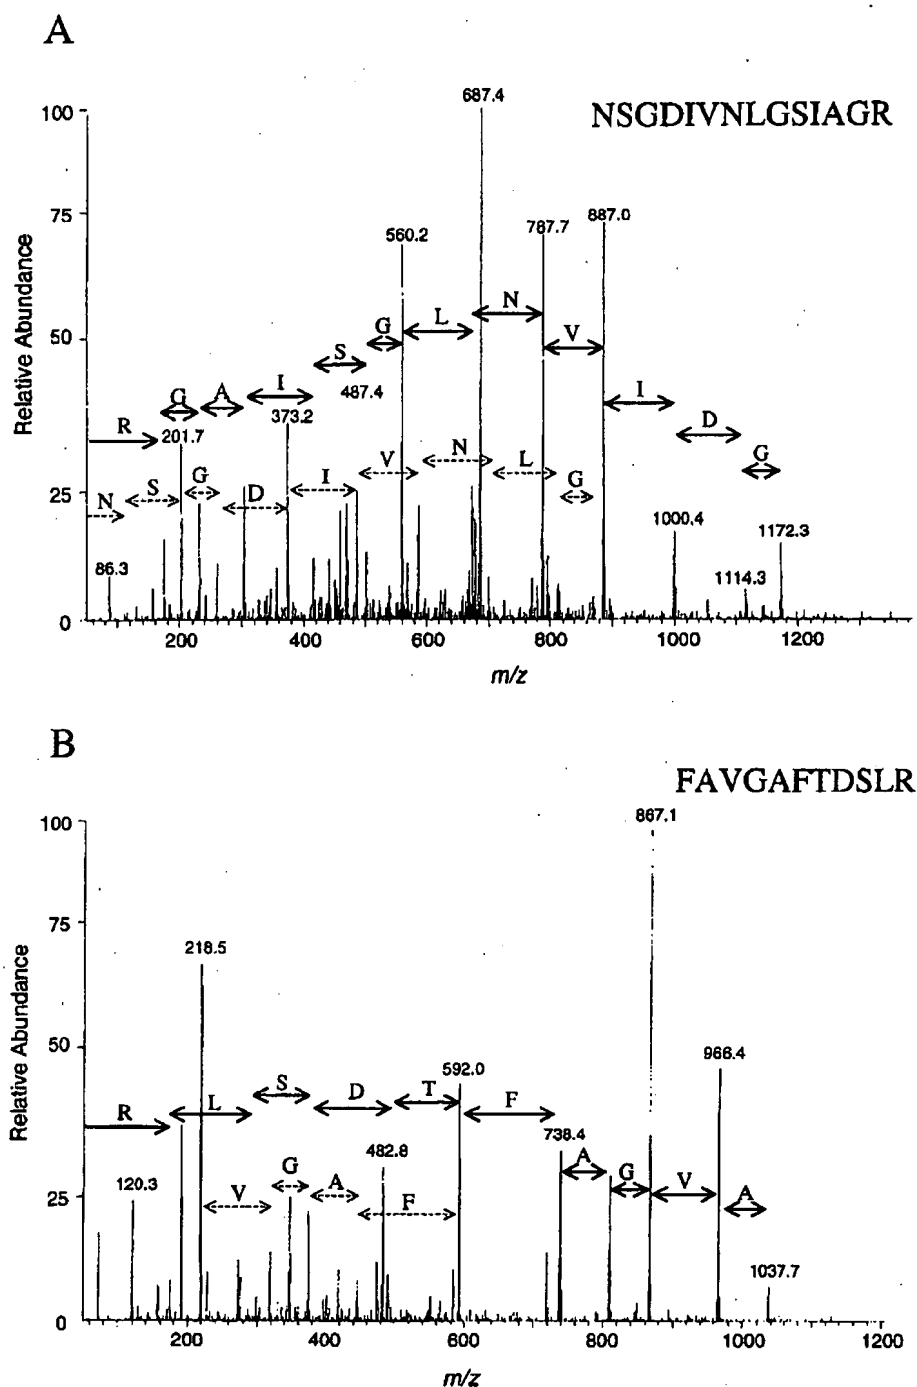 A
687.4
NSGDIVNLGSIAGR
100
75
887.0
787.7
560.2
N
50
L
G
V
S
Relative Abundance
487.4
I
I
A
G
373.2
D
R
201.7
G
V
N
L
25
S
G
D
I
G
N
1000.4
1172.3
86.3
1114.3
0
200 400 600 800 1000 1200
m/z
B
FAVGAFTDSLR
100
867.1
75
218.5
50
966.4
592.0
Relative Abundance
S
D
T
R
L
F
738.4
482.8
A
G
G
V
A
120.3
25
V
A
F
1037.7
0
200 400 600 800 1000 1200
m/z